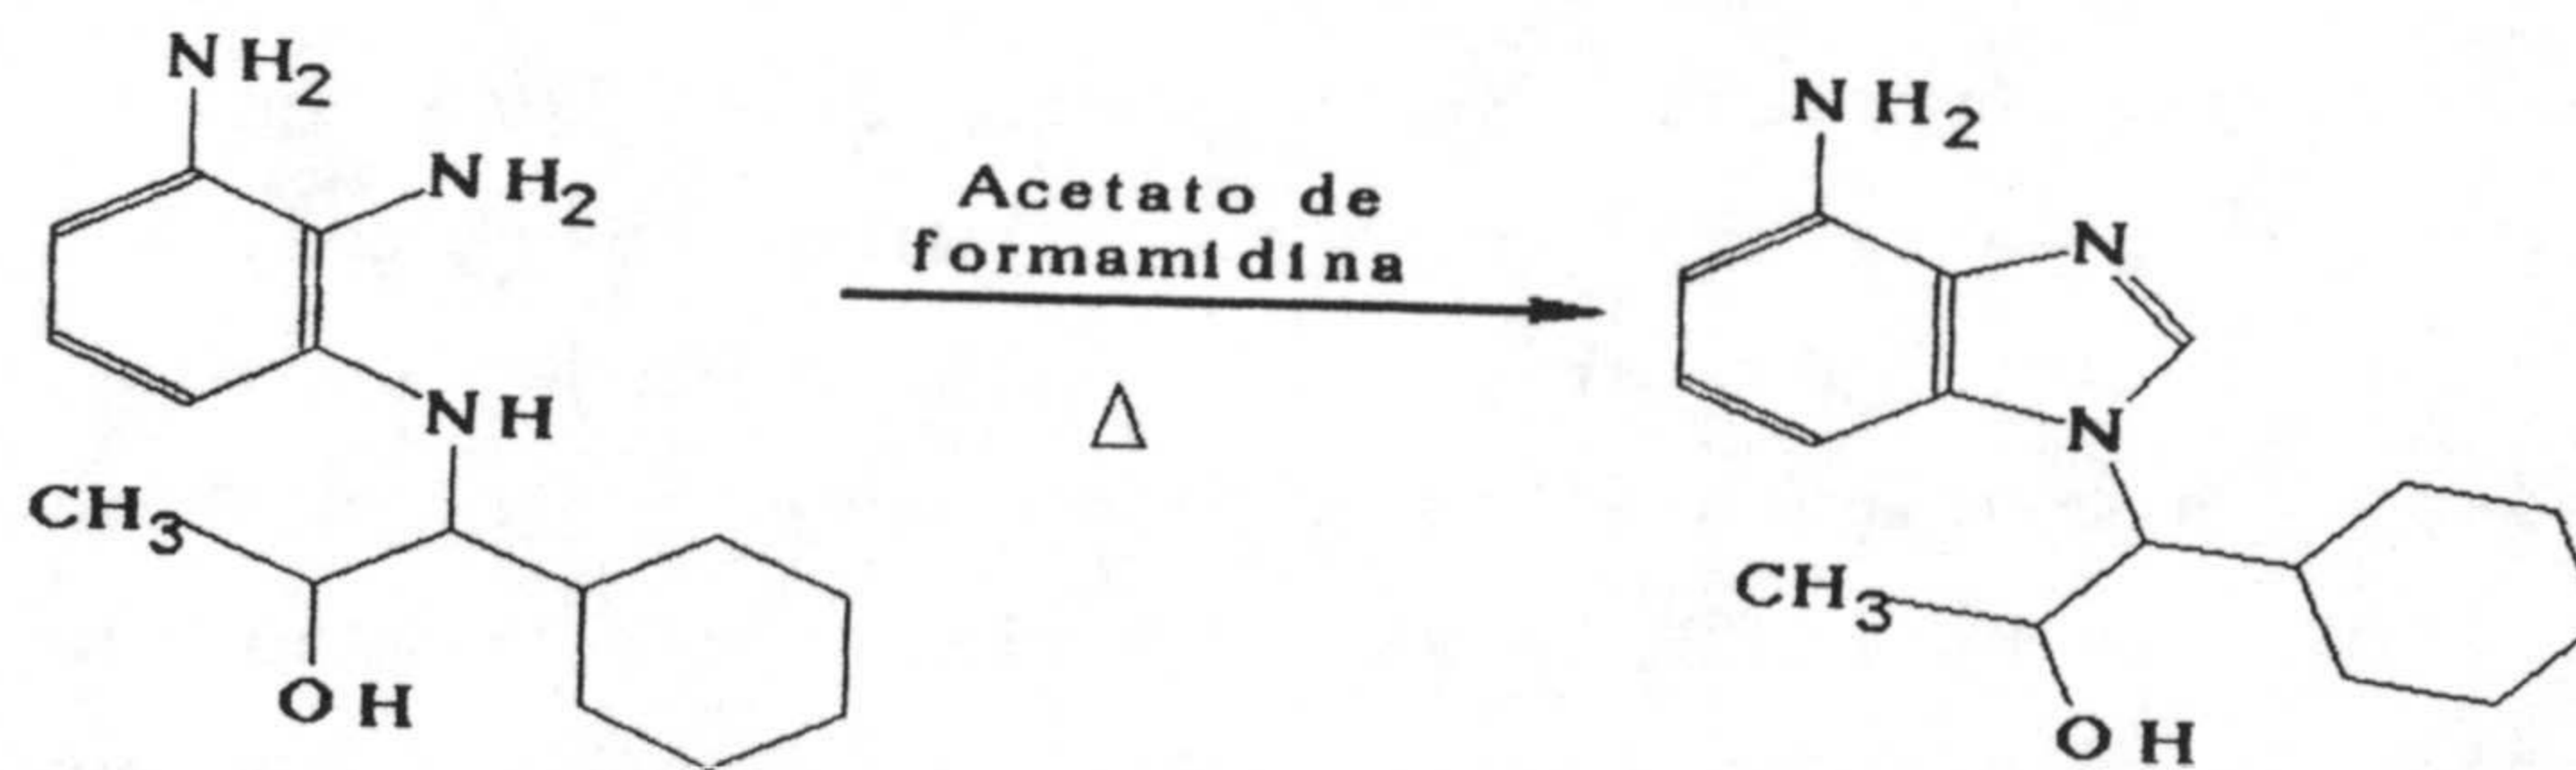 NH2
NH2
NH
CH3
OH
Acetato de
formamidina
Δ
NH2
N
N
CH3
OH